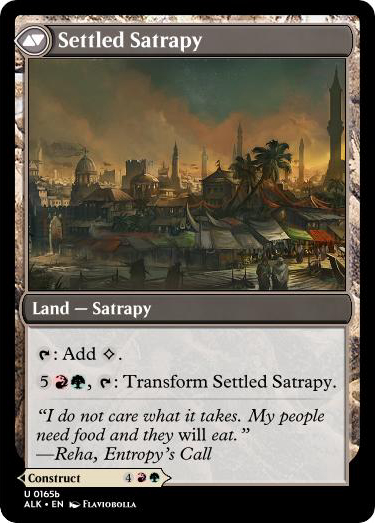 Settled Satrapy
Land — Satrapy
: Add .
5 , : Transform Settled Satrapy.
“I do not care what it takes. My people
need food and they will eat.”
—Reha, Entropy's Call
Construct 4
U 0165b
ALK • EN Flaviobolla